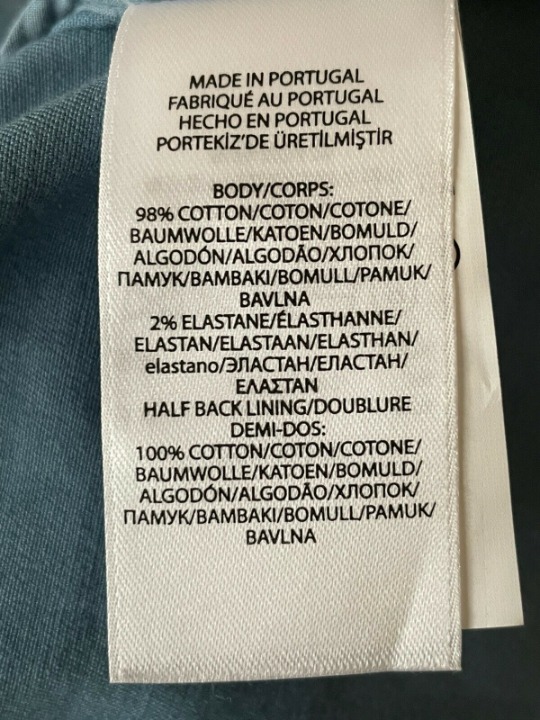 MADE IN PORTUGAL
FABRIQUÉ AU PORTUGAL
HECHO EN PORTUGAL
PORTEKİZ'DE ÜRETİLMİŞTİR
BODY/CORPS:
98% COTTON/COTON/COTONE/
BAUMWOLLE/KATOEN/BOMULD/
ALGODÓN/ALGODÃO/ХЛОПОК/
ПАМУК/BAMBAKI/BOMULL/PAMUK/
BAVLNA
2% ELASTANE/ÉLASTHANNE/
ELASTAN/ELASTAAN/ELASTHAN/
elastano/ЭЛАСТАН/ЕЛАСТАН/
ΕΛΑΣΤΑΝ
HALF BACK LINING/DOUBLURE
DEMI-DOS:
100% COTTON/COTON/COTONE/
BAUMWOLLE/KATOEN/BOMULD/
ALGODÓN/ALGODÃO/ХЛОПОК/
ПАМУК/BAMBAKI/BOMULL/PAMUK/
BAVLNA